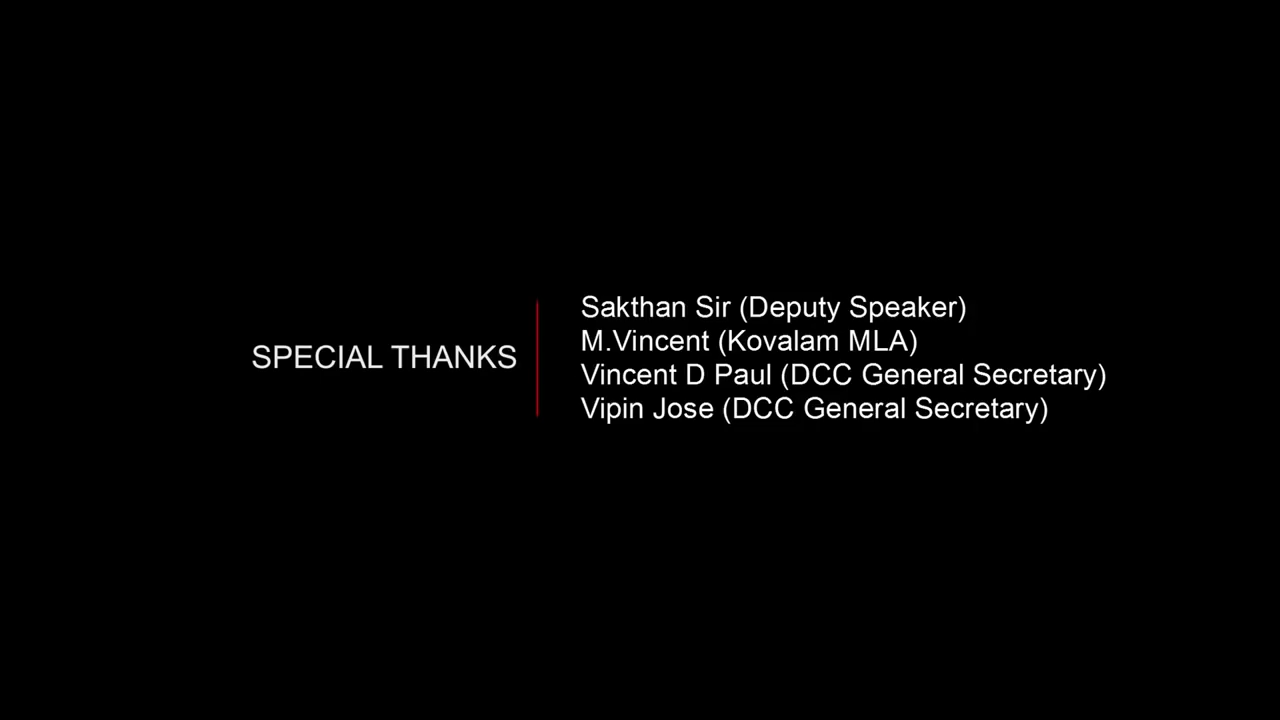 SPECIAL THANKS
Sakthan Sir (Deputy Speaker)
M.Vincent (Kovalam MLA)
Vincent D Paul (DCC General Secretary)
Vipin Jose (DCC General Secretary)